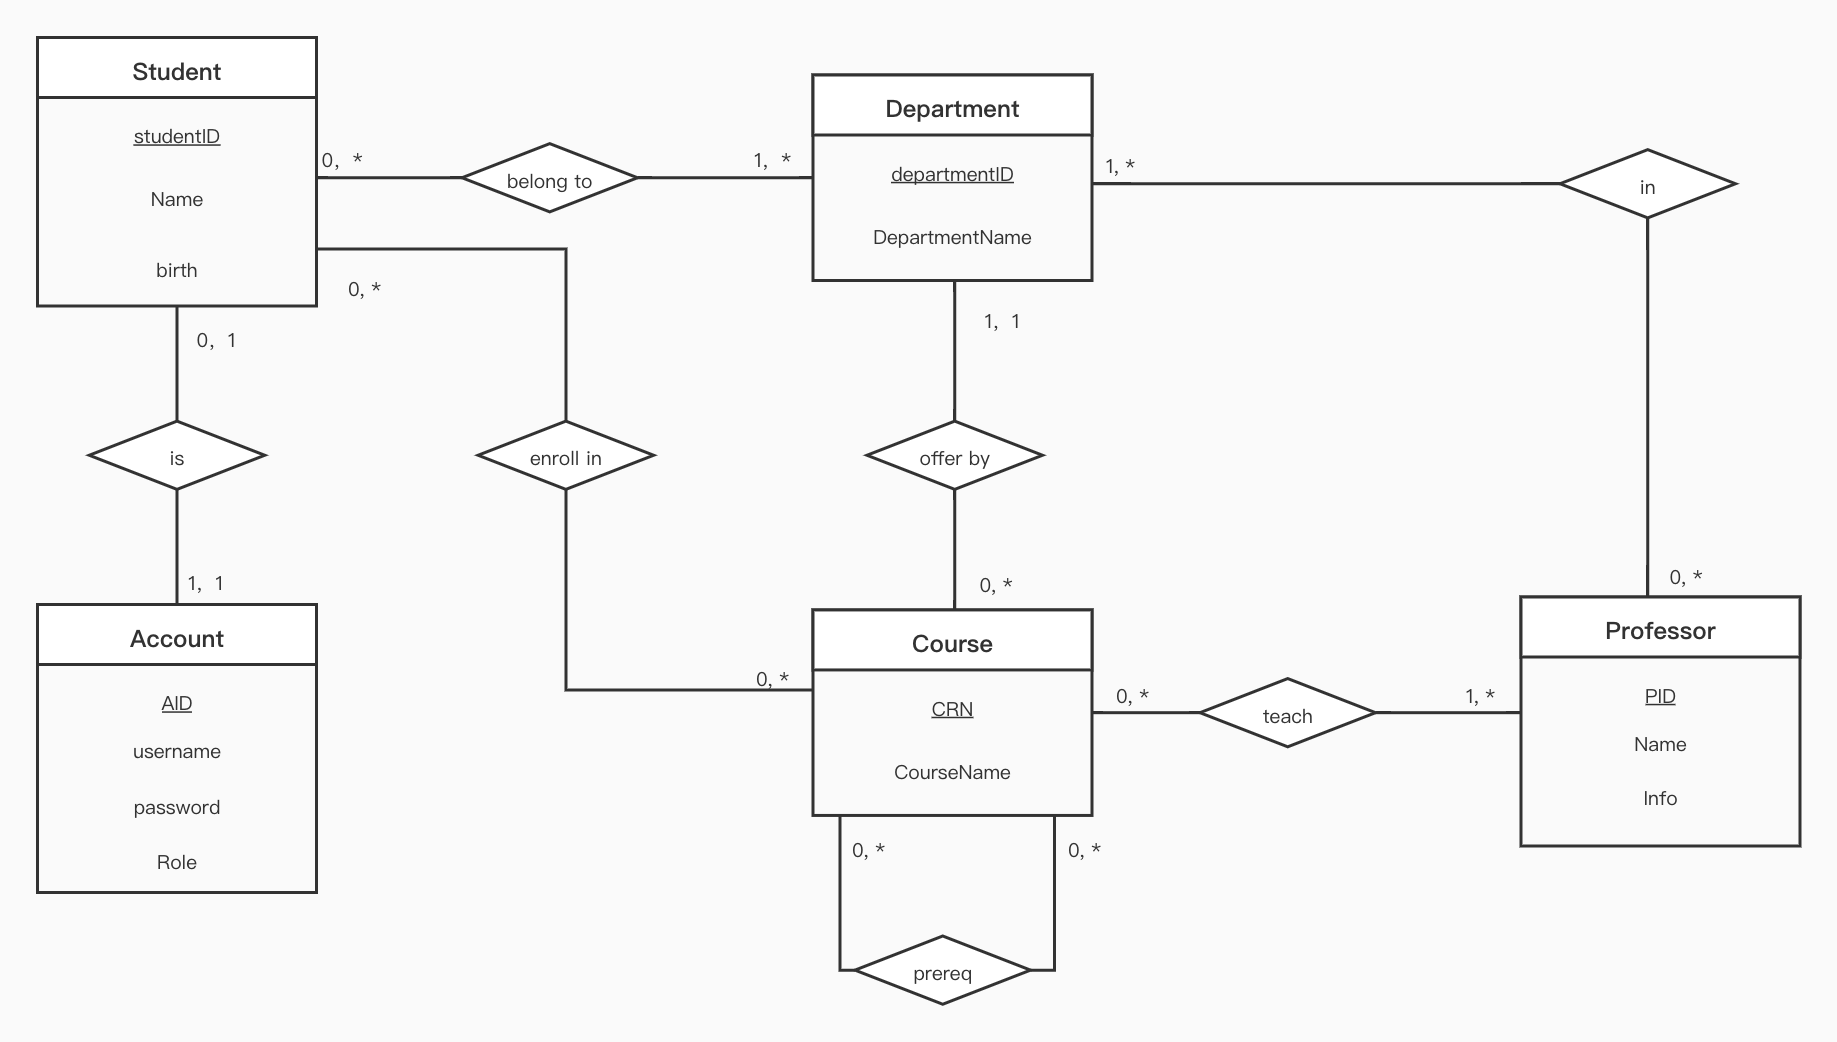 Student
studentID
Name
birth
0, *
belong to
1, *
Department
departmentID
DepartmentName
1, *
in
0, *
0, 1
is
1, 1
enroll in
1, 1
offer by
0, *
0, *
Account
AID
username
password
Role
0, *
Course
CRN
CourseName
0, *
teach
1, *
Professor
PID
Name
Info
0, *
0, *
prereq